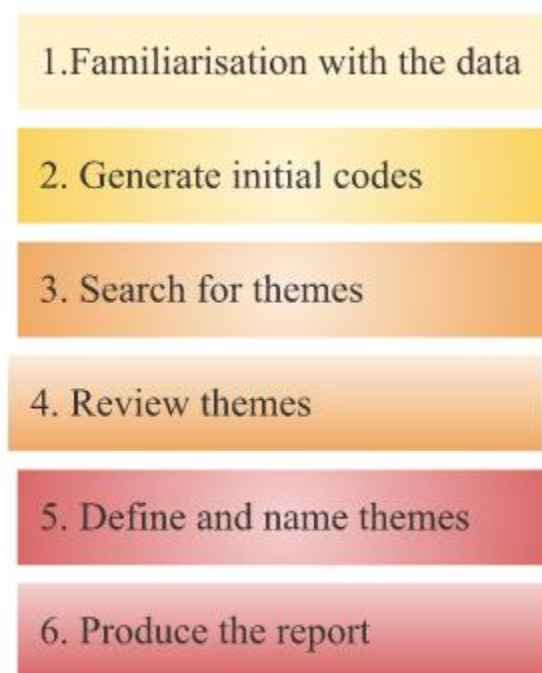 1.Familiarisation with the data
2. Generate initial codes
3. Search for themes
4. Review themes
5. Define and name themes
6. Produce the report